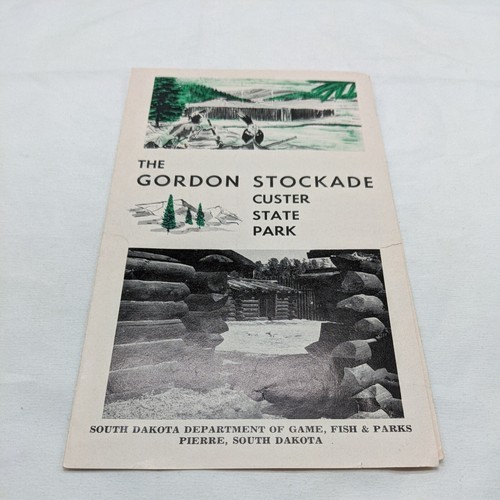 THE
GORDON STOCKADE
CUSTER
STATE
PARK
SOUTH DAKOTA DEPARTMENT OF GAME, FISH & PARKS
PIERRE, SOUTH DAKOTA